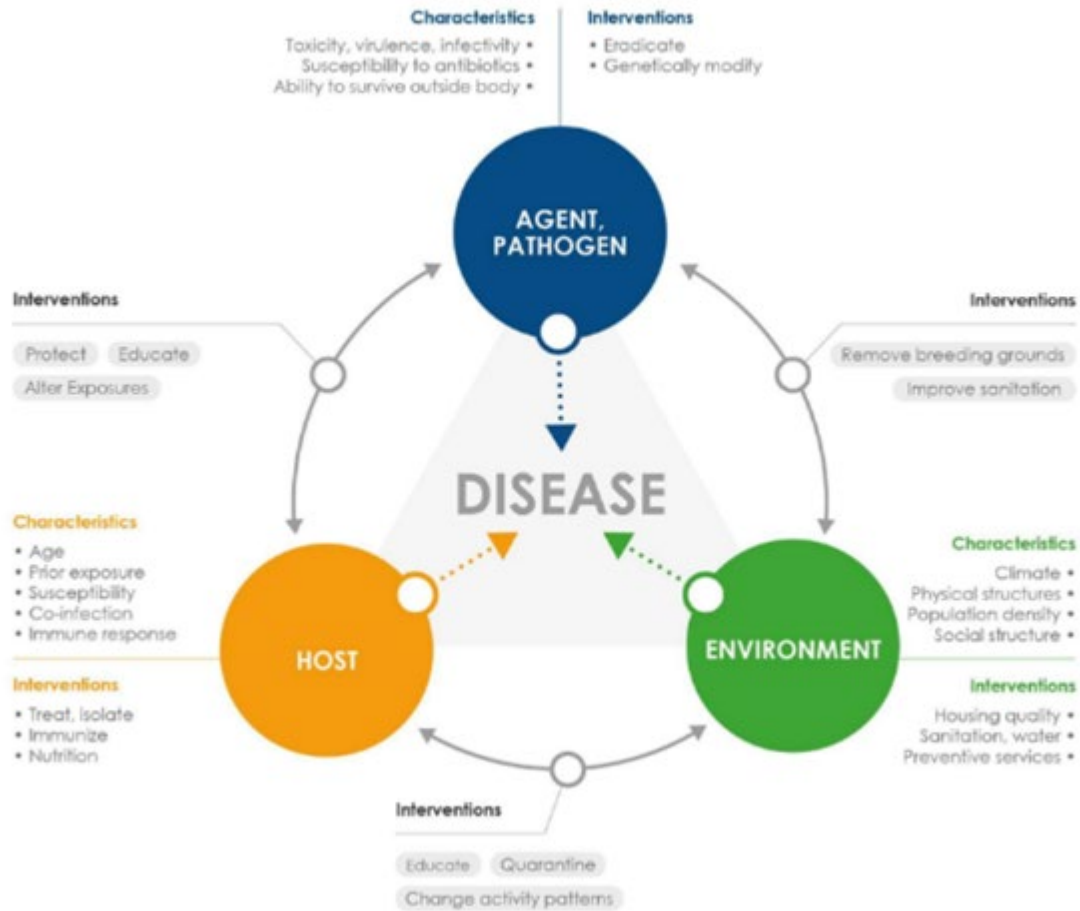 Characteristics
Toxicity, virulence, infectivity •
Susceptibility to antibiotics •
Ability to survive outside body •
Interventions
• Eradicate
• Genetically modify
AGENT,
PATHOGEN
Interventions
Protect
Educate
Alter Exposures
Interventions
Remove breeding grounds
Improve sanitation
DISEASE
Characteristics
• Age
• Prior exposure
• Susceptibility
• Co-infection
• Immune response
HOST
Interventions
• Treat, isolate
• Immunize
• Nutrition
Characteristics
Climate •
Physical structures •
Population density •
Social structure •
ENVIRONMENT
Interventions
Housing quality •
Sanitation, water •
Preventive services •
Interventions
Educate
Quarantine
Change activity patterns